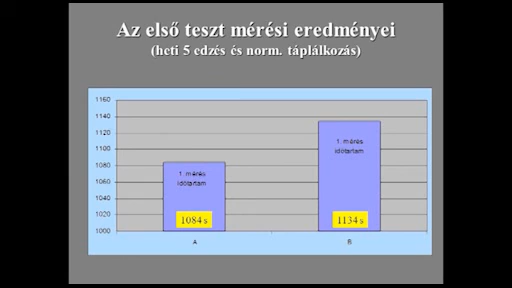 Az első teszt mérési eredményei
(heti 5 edzés és norm. táplálkozás)
1160
1140
1120
1100
1080
1060
1040
1020
1000
1. mérés
időtartam
1084 s
1. mérés
időtartam
1134 s
A
B